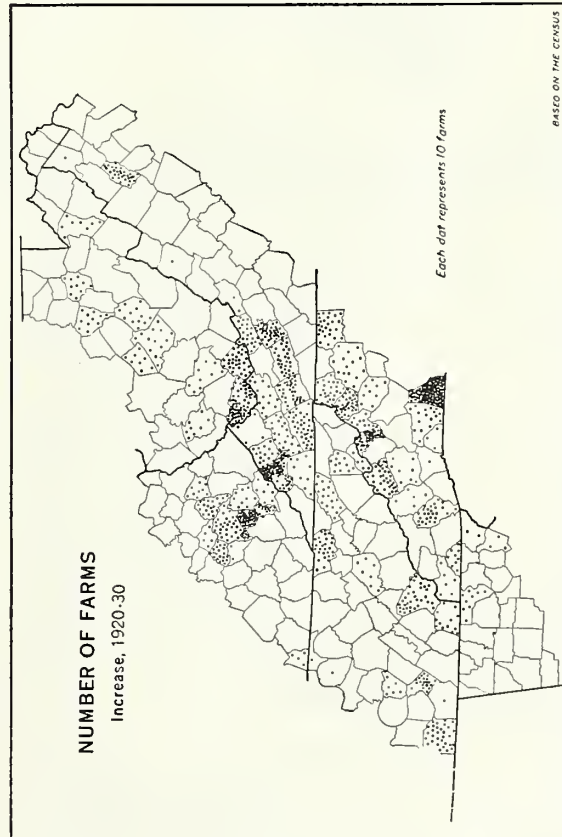 NUMBER OF FARMS
Increase, 1920-30
Each dot represents 10 farms
BASED ON THE CENSUS